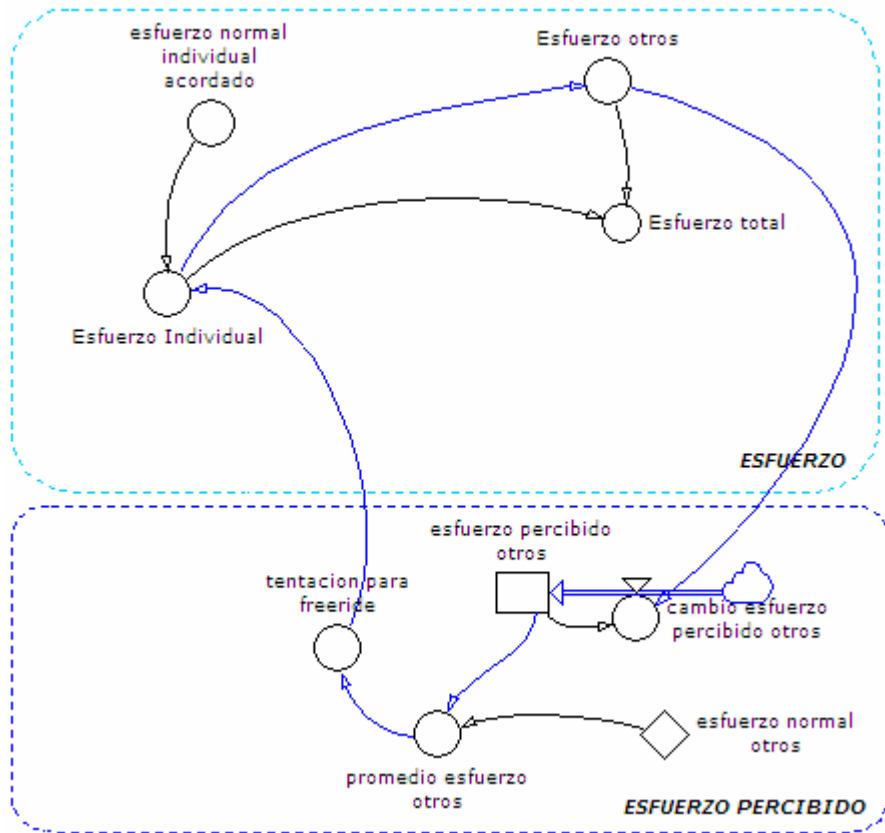 esfuerzo normal
individual
acordado
Esfuerzo otros
Esfuerzo total
Esfuerzo Individual
ESFUERZO
esfuerzo percibido
otros
tentacion para
freeride
cambio esfuerzo
percibido otros
esfuerzo normal
otros
promedio esfuerzo
otros
ESFUERZO PERCIBIDO